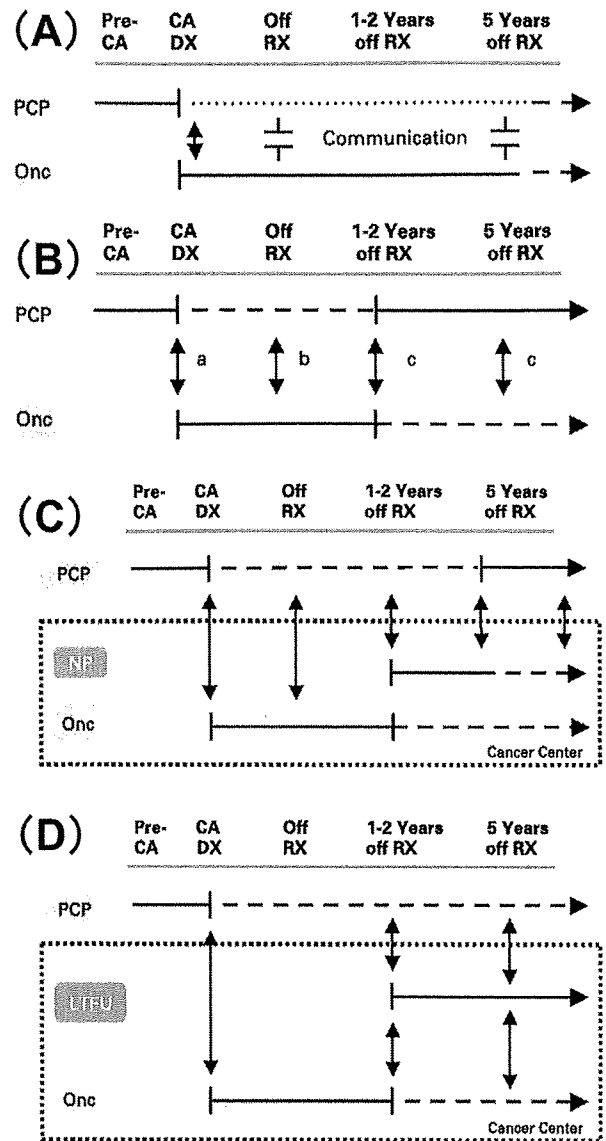 (A)
Pre- CA Off 1-2 Years 5 Years
CA DX RX off RX off RX
PCP
Communication
Onc
(B)
Pre- CA Off 1-2 Years 5 Years
CA DX RX off RX off RX
PCP
a b c c
Onc
(C)
Pre- CA Off 1-2 Years 5 Years
CA DX RX off RX off RX
PCP
NP
Onc
Cancer Center
(D)
Pre- CA Off 1-2 Years 5 Years
CA DX RX off RX off RX
PCP
LTFU
Onc
Cancer Center